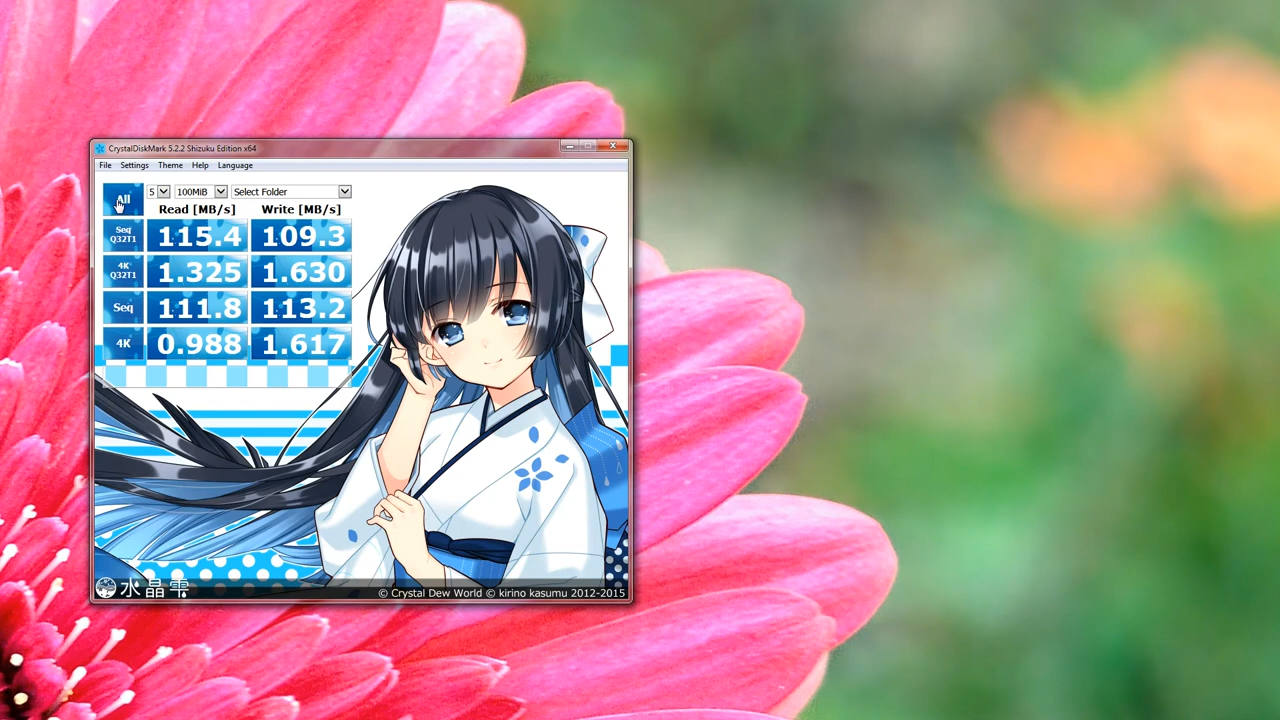 CrystalDiskMark 5.2.2 Shizuku Edition x64
File Settings Theme Help Language
All 5 100MiB Select Folder
Read [MB/s] Write [MB/s]
Seq Q32T1 115.4 109.3
4K Q32T1 1.325 1.630
Seq 111.8 113.2
4K 0.988 1.617
水晶雫
© Crystal Dew World © kirino kasumu 2012-2015